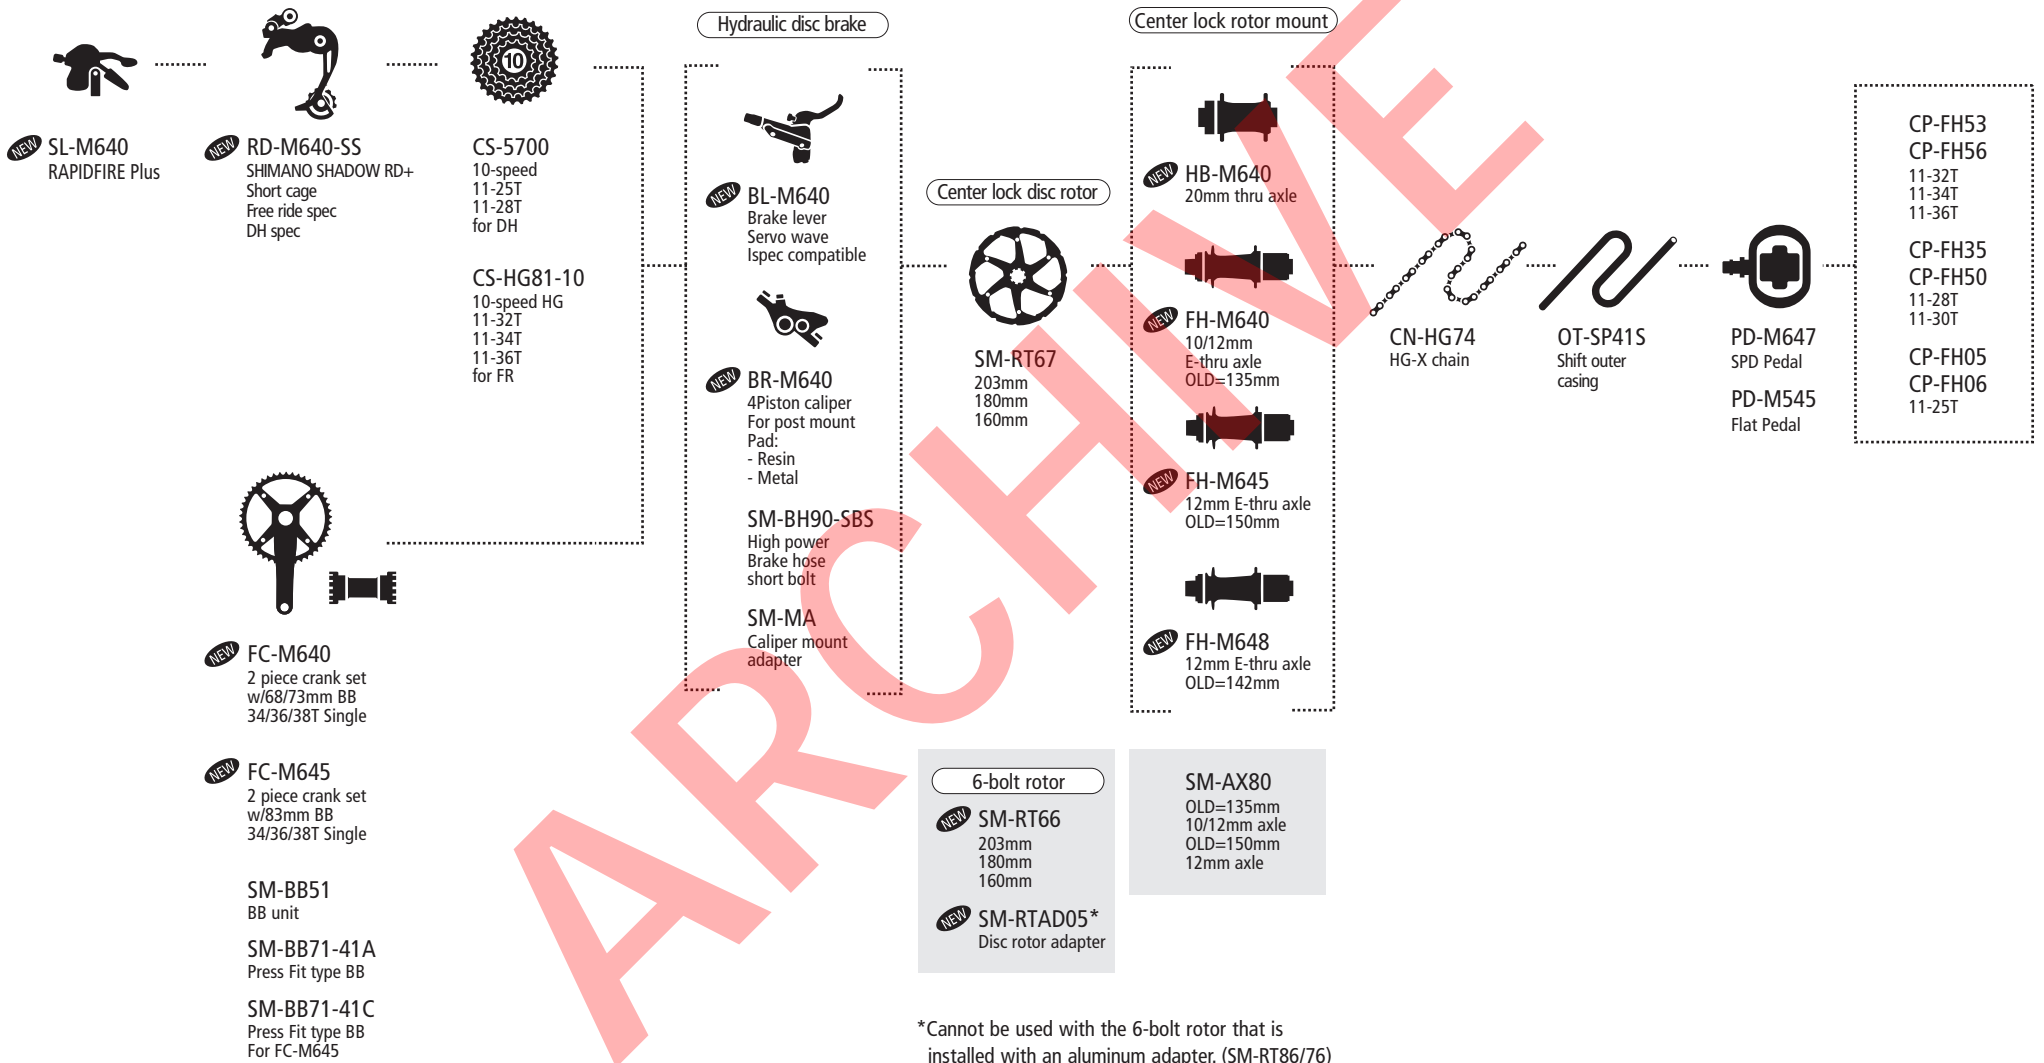 NEW SL-M640
RAPIDFIRE Plus
NEW RD-M640-SS
SHIMANO SHADOW RD+
Short cage
Free ride spec
DH spec
10
CS-5700
10-speed
11-25T
11-28T
for DH
CS-HG81-10
10-speed HG
11-32T
11-34T
11-36T
for FR
NEW FC-M640
2 piece crank set
w/68/73mm BB
34/36/38T Single
NEW FC-M645
2 piece crank set
w/83mm BB
34/36/38T Single
SM-BB51
BB unit
SM-BB71-41A
Press Fit type BB
SM-BB71-41C
Press Fit type BB
For FC-M645
Hydraulic disc brake
NEW BL-M640
Brake lever
Servo wave
Ispec compatible
NEW BR-M640
4Piston caliper
For post mount
Pad:
- Resin
- Metal
SM-BH90-SBS
High power
Brake hose
short bolt
SM-MA
Caliper mount
adapter
Center lock disc rotor
SM-RT67
203mm
180mm
160mm
6-bolt rotor
NEW SM-RT66
203mm
180mm
160mm
NEW SM-RTAD05*
Disc rotor adapter
*Cannot be used with the 6-bolt rotor that is
installed with an aluminum adapter. (SM-RT86/76)
Center lock rotor mount
NEW HB-M640
20mm thru axle
NEW FH-M640
10/12mm
E-thru axle
OLD=135mm
NEW FH-M645
12mm E-thru axle
OLD=150mm
NEW FH-M648
12mm E-thru axle
OLD=142mm
SM-AX80
OLD=135mm
10/12mm axle
OLD=150mm
12mm axle
CN-HG74
HG-X chain
OT-SP41S
Shift outer
casing
PD-M647
SPD Pedal
PD-M545
Flat Pedal
CP-FH53
CP-FH56
11-32T
11-34T
11-36T
CP-FH35
CP-FH50
11-28T
11-30T
CP-FH05
CP-FH06
11-25T
ARCHIVE